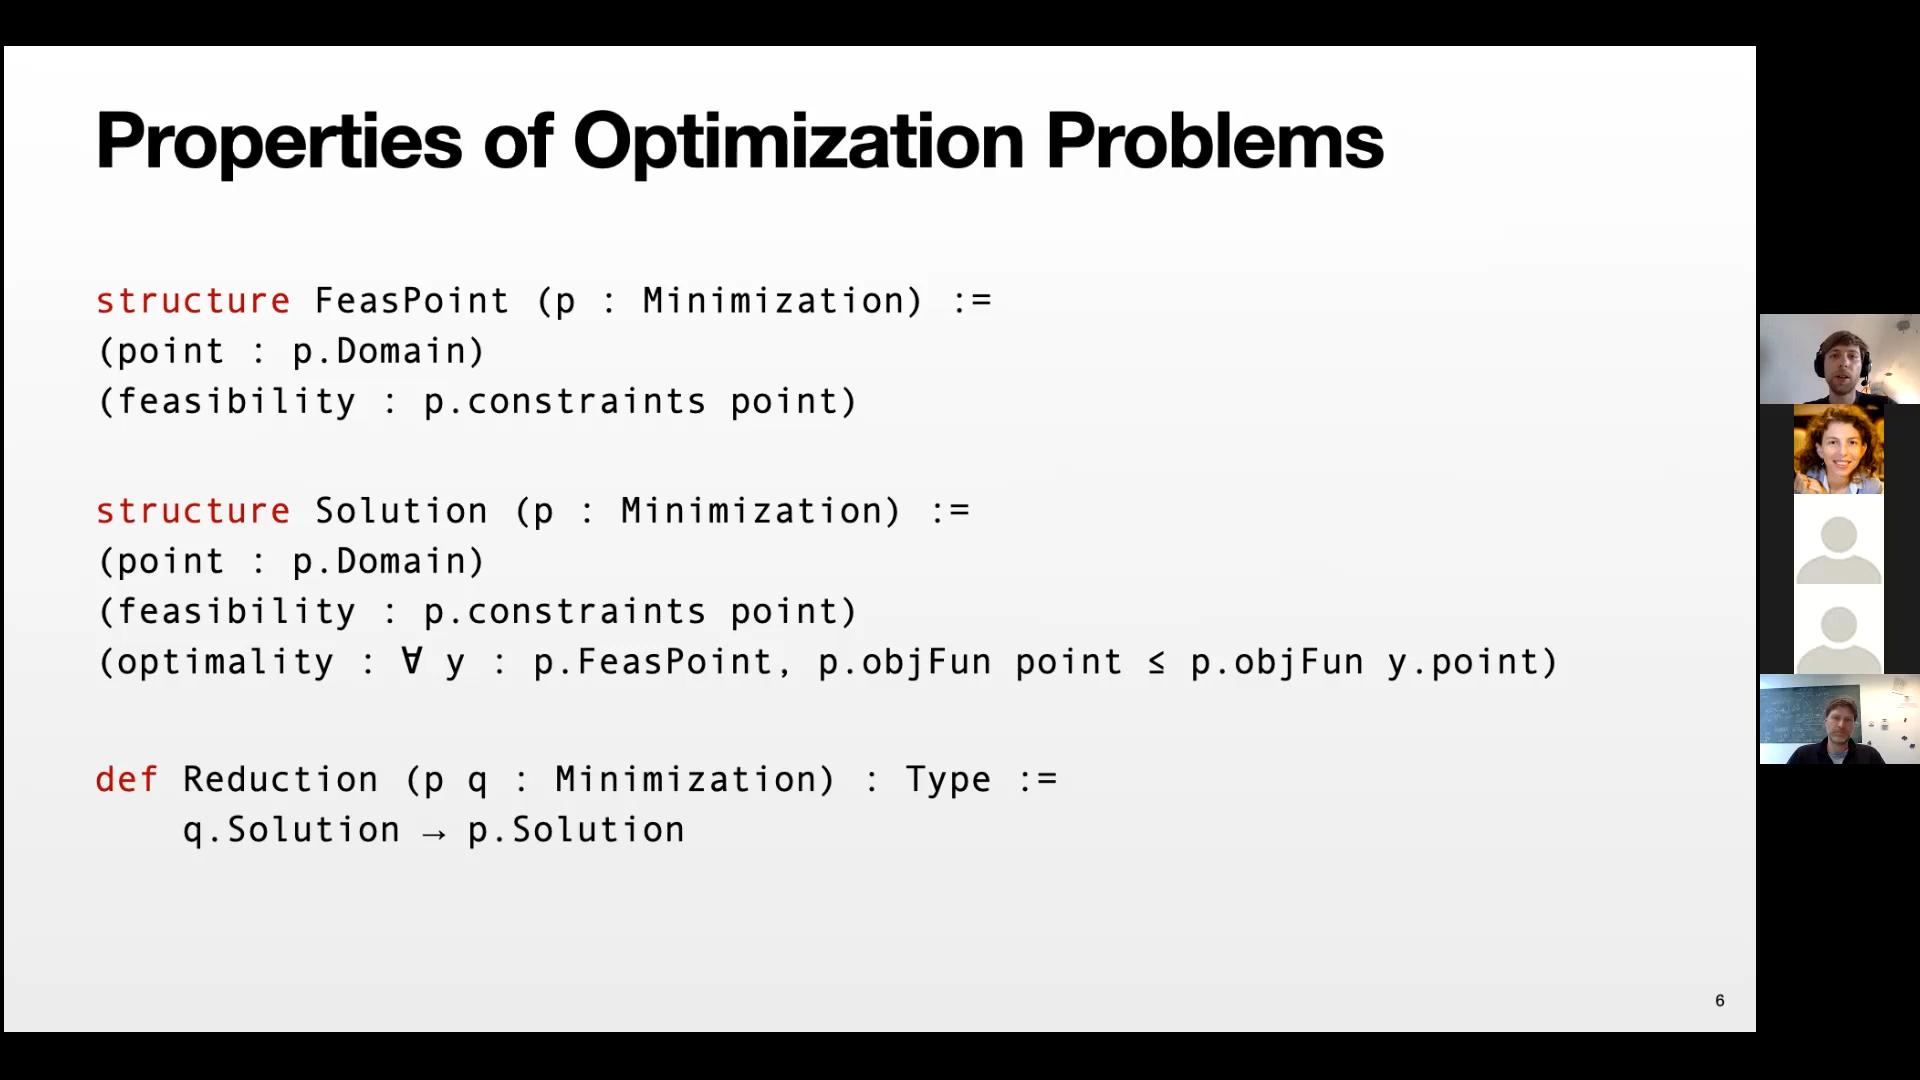 Properties of Optimization Problems
structure FeasPoint (p : Minimization) :=
(point : p.Domain)
(feasibility : p.constraints point)
structure Solution (p : Minimization) :=
(point : p.Domain)
(feasibility : p.constraints point)
(optimality : ∀ y : p.FeasPoint, p.objFun point ≤ p.objFun y.point)
def Reduction (p q : Minimization) : Type :=
q.Solution → p.Solution
6